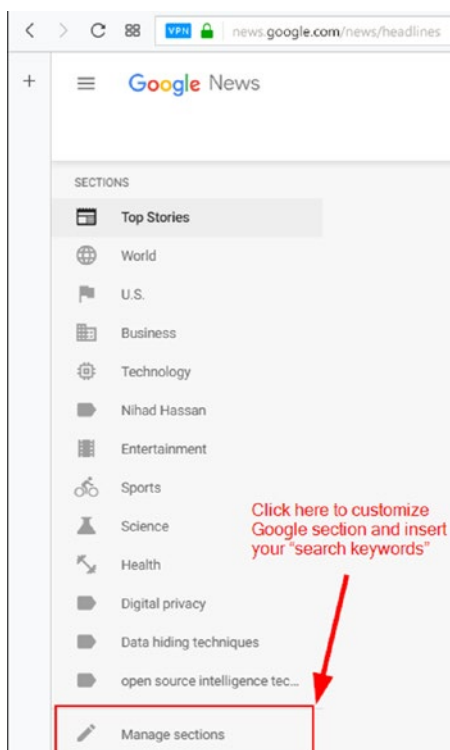 VPN
news.google.com/news/headlines
Google News
SECTIONS
Top Stories
World
U.S.
Business
Technology
Nihad Hassan
Entertainment
Sports
Science
Health
Digital privacy
Data hiding techniques
open source intelligence tec...
Click here to customize
Google section and insert
your “search keywords”
Manage sections